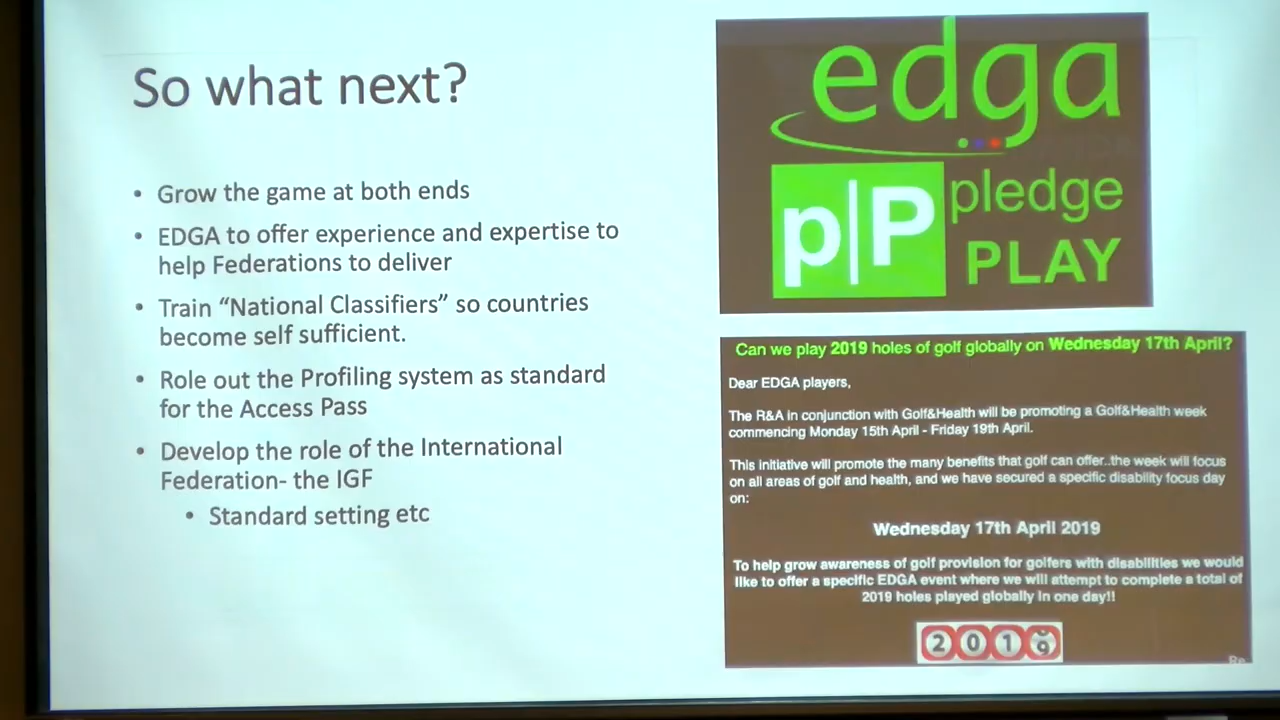 So what next?
• Grow the game at both ends
• EDGA to offer experience and expertise to
help Federations to deliver
• Train “National Classifiers” so countries
become self sufficient.
• Role out the Profiling system as standard
for the Access Pass
• Develop the role of the International
Federation- the IGF
• Standard setting etc
edga
p|P pledge
PLAY
Can we play 2019 holes of golf globally on Wednesday 17th April?
Dear EDGA players,
The R&A in conjunction with Golf&Health will be promoting a Golf&Health week
commencing Monday 15th April - Friday 19th April.
This initiative will promote the many benefits that golf can offer..the week will focus
on all areas of golf and health, and we have secured a specific disability focus day
on:
Wednesday 17th April 2019
To help grow awareness of golf provision for golfers with disabilities we would
like to offer a specific EDGA event where we will attempt to complete a total of
2019 holes played globally in one day!!
2019
Re